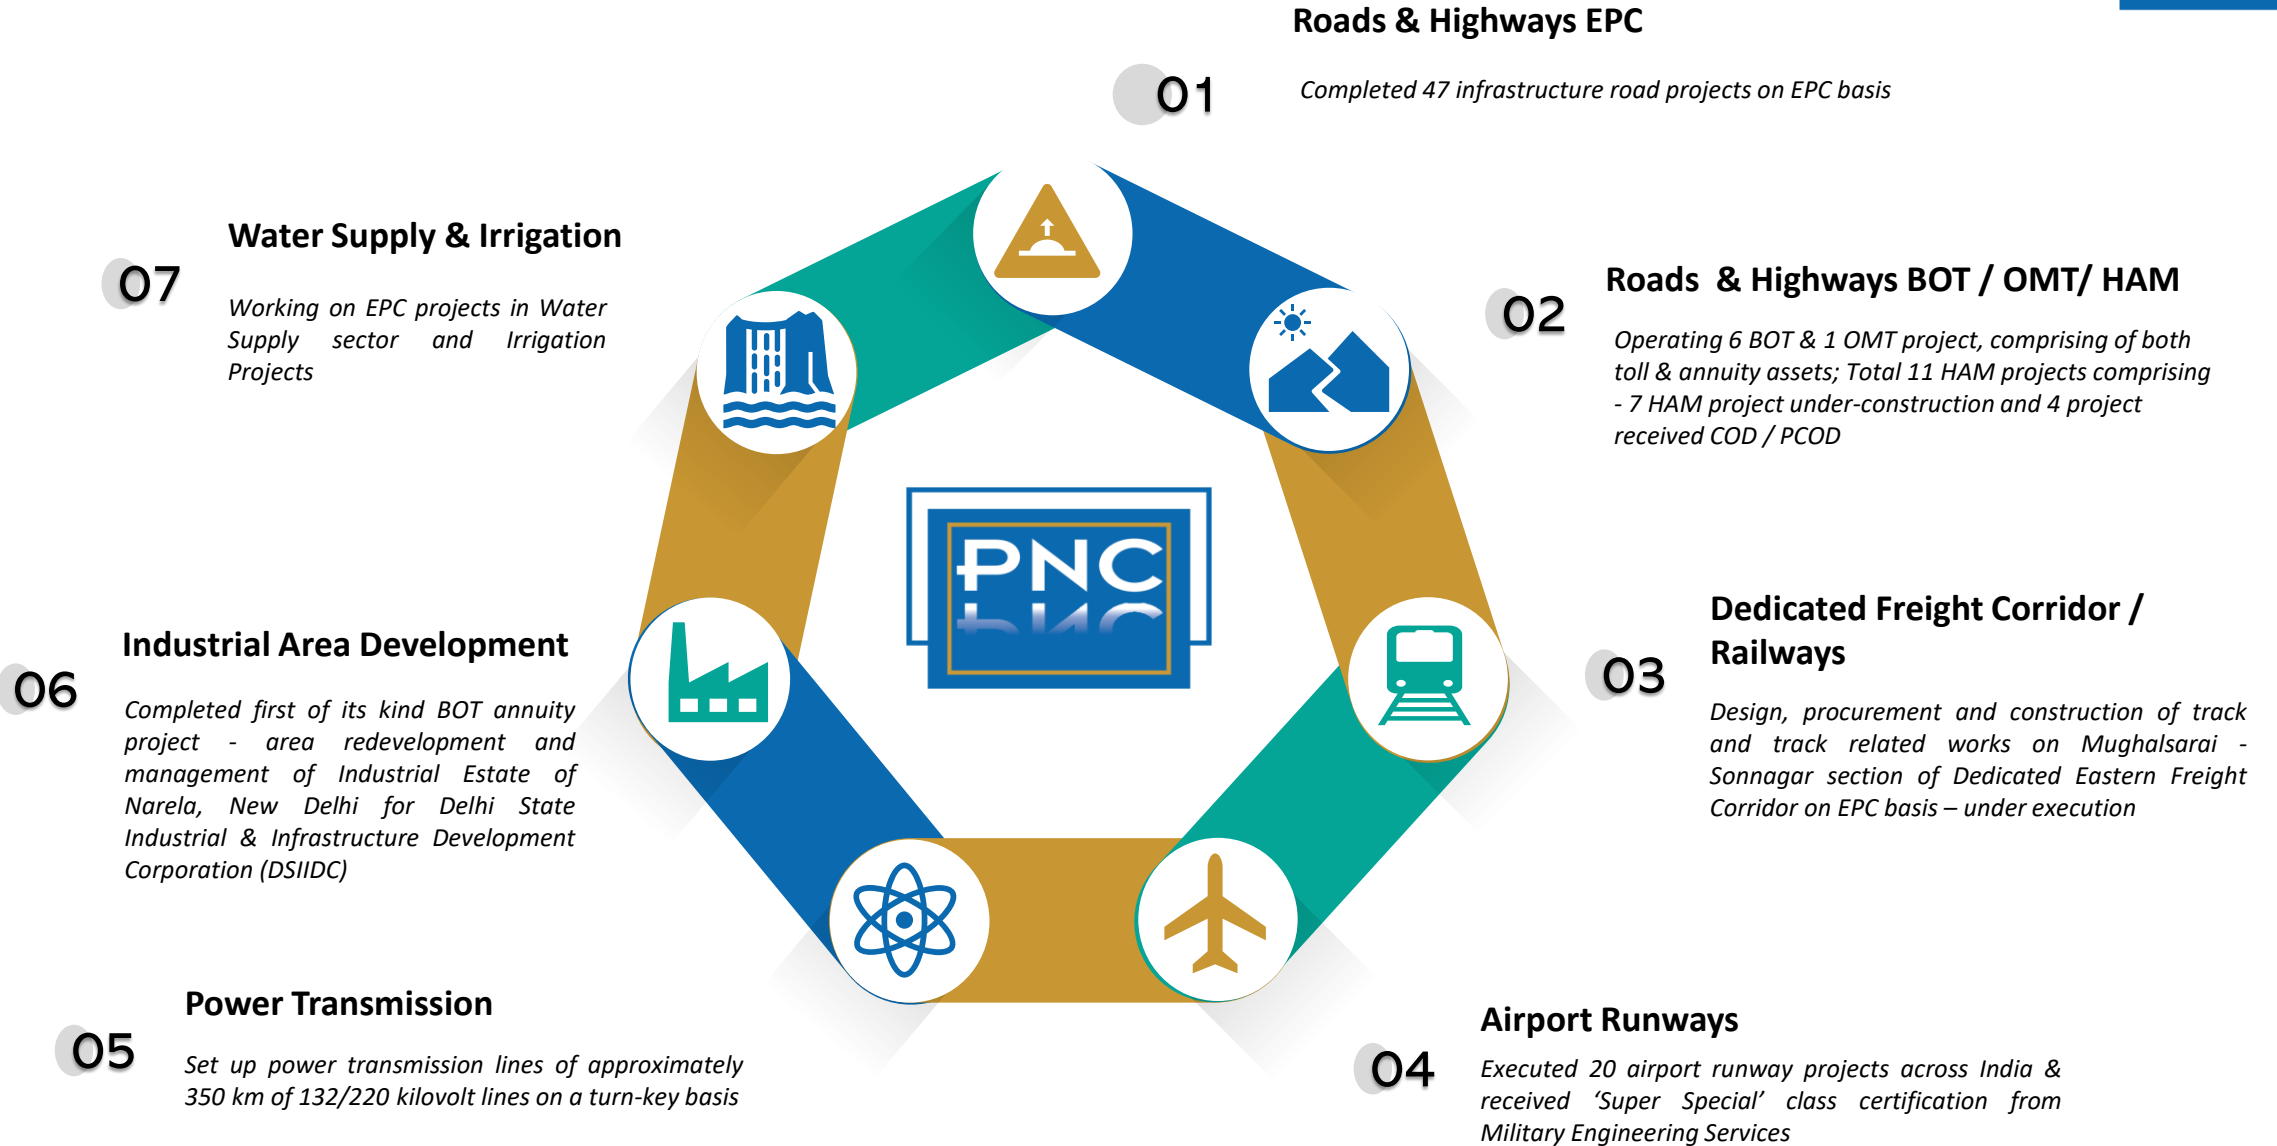 Roads & Highways EPC
01
Completed 47 infrastructure road projects on EPC basis
Roads & Highways BOT / OMT/ HAM
02
Operating 6 BOT & 1 OMT project, comprising of both
toll & annuity assets; Total 11 HAM projects comprising
- 7 HAM project under-construction and 4 project
received COD / PCOD
Dedicated Freight Corridor /
Railways
03
Design, procurement and construction of track
and track related works on Mughalsarai -
Sonnagar section of Dedicated Eastern Freight
Corridor on EPC basis – under execution
Airport Runways
04
Executed 20 airport runway projects across India &
received ‘Super Special’ class certification from
Military Engineering Services
Power Transmission
05
Set up power transmission lines of approximately
350 km of 132/220 kilovolt lines on a turn-key basis
Industrial Area Development
06
Completed first of its kind BOT annuity
project - area redevelopment and
management of Industrial Estate of
Narela, New Delhi for Delhi State
Industrial & Infrastructure Development
Corporation (DSIIDC)
Water Supply & Irrigation
07
Working on EPC projects in Water
Supply sector and Irrigation
Projects
PNC